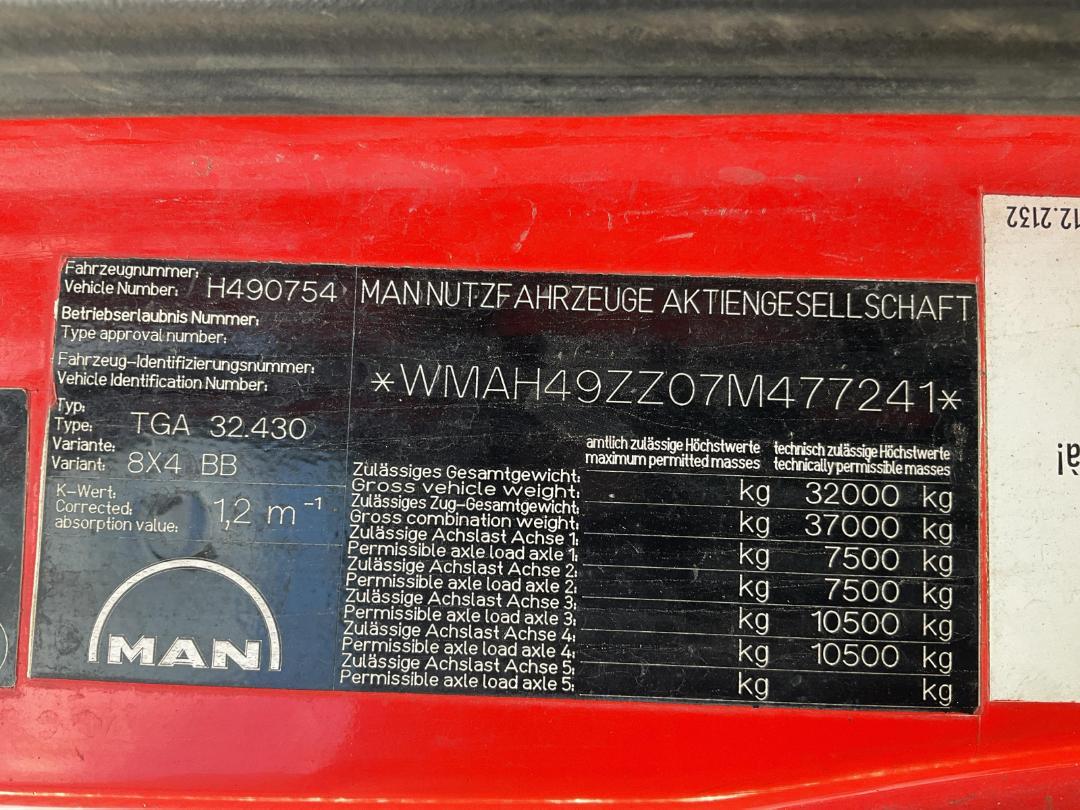 Fahrzeugnummer:
Vehicle Number: H490754
MAN NUTZFAHRZEUGE AKTIENGESELLSCHAFT
Betriebserlaubnis Nummer:
Type approval number:
Fahrzeug-Identifizierungsnummer:
Vehicle Identification Number:
*WMAH49ZZ07M477241*
Typ:
Type: TGA 32.430
Variante:
Variant: 8X4 BB
K-Wert:
Corrected:
absorption value: 1,2 m⁻¹
MAN
amtlich zulässige Höchstwerte technisch zulässige Höchstwerte
maximum permitted masses technically permissible masses
Zulässiges Gesamtgewicht:
Gross vehicle weight: kg 32000 kg
Zulässiges Zug-Gesamtgewicht:
Gross combination weight: kg 37000 kg
Zulässige Achslast Achse 1:
Permissible axle load axle 1: kg 7500 kg
Zulässige Achslast Achse 2:
Permissible axle load axle 2: kg 7500 kg
Zulässige Achslast Achse 3:
Permissible axle load axle 3: kg 10500 kg
Zulässige Achslast Achse 4:
Permissible axle load axle 4: kg 10500 kg
Zulässige Achslast Achse 5:
Permissible axle load axle 5: kg kg
12.2132